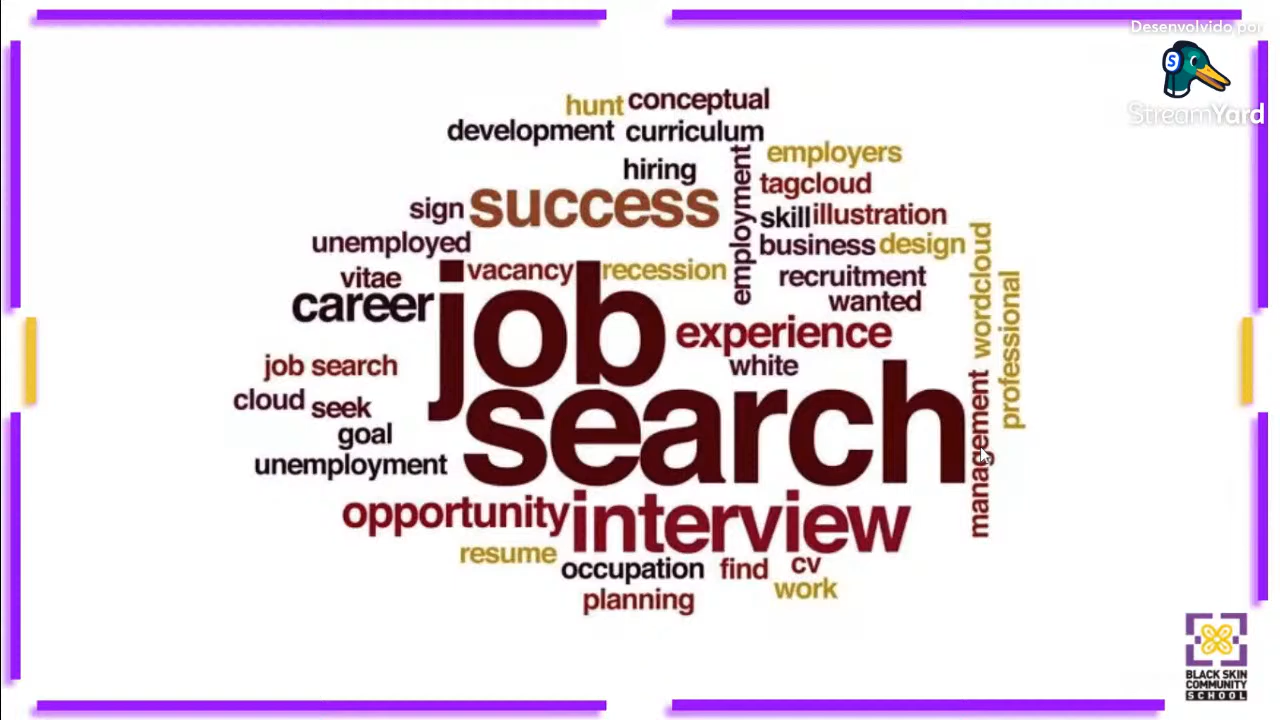 Desenvolvido por
StreamYard
hunt conceptual
development curriculum
employment
employers
hiring
tagcloud
sign success
skill illustration
unemployed
business design
vacancy recession
vitae
recruitment
career
wanted
wordcloud
professional
job
experience
white
job search
search
management
cloud seek
goal
unemployment
opportunity interview
resume
occupation find cv
work
planning
S
BLACK SKIN
COMMUNITY
SCHOOL